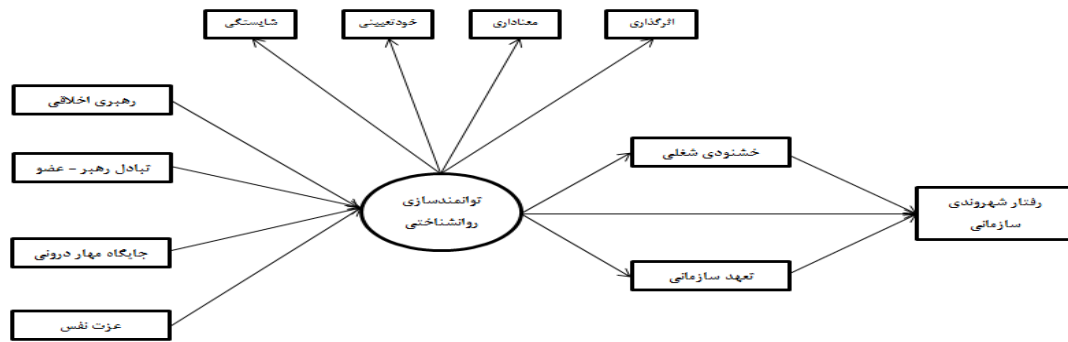 شایستگی
خودتعیینی
معناداری
اثرگذاری
رهبری اخلاقی
تبادل رهبر - عضو
جایگاه مهار درونی
عزت نفس
توانمندسازی
روانشناختی
خشنودی شغلی
تعهد سازمانی
رفتار شهروندی
سازمانی